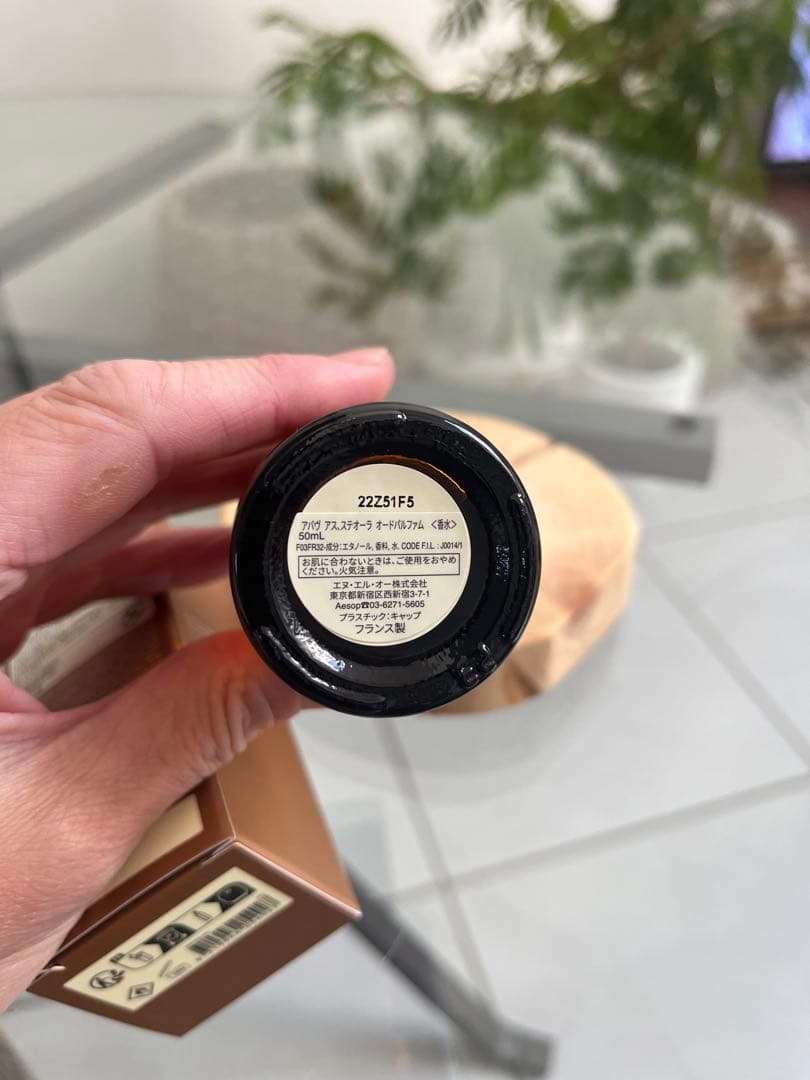 22Z51F5
アバヴ アス、ステオーラ オードパルファム 〈香水〉
50mL
F03FR32-成分:エタノール, 香料, 水. CODE F.I.L : J0014/1
お肌に合わないときは、ご使用をおやめ
ください。火気注意。
エヌ・エル・オー株式会社
東京都新宿区西新宿3-7-1
Aesop☎03-6271-5605
プラスチック:キャップ
フランス製